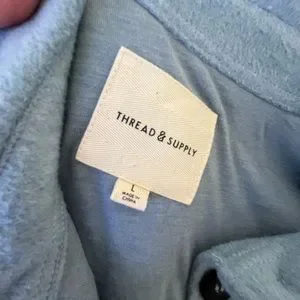 THREAD & SUPPLY
L
MADE IN
CHINA